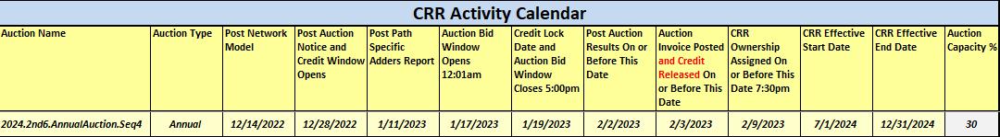 CRR Activity Calendar
Auction Name
Auction Type
Post Network
Model
Post Auction
Notice and
Credit Window
Opens
Post Path
Specific
Adders Report
Auction Bid
Window
Opens
12:01am
Credit Lock
Date and
Auction Bid
Window
Closes 5:00pm
Post Auction
Results On or
Before This
Date
Auction
Invoice Posted
and Credit
Released On
or Before This
Date
CRR
Ownership
Assigned On
or Before This
Date 7:30pm
CRR Effective
Start Date
CRR Effective
End Date
Auction
Capacity %
2024.2nd6.AnnualAuction.Seq4 Annual 12/14/2022 12/28/2022 1/11/2023 1/17/2023 1/19/2023 2/2/2023 2/3/2023 2/9/2023 7/1/2024 12/31/2024 30